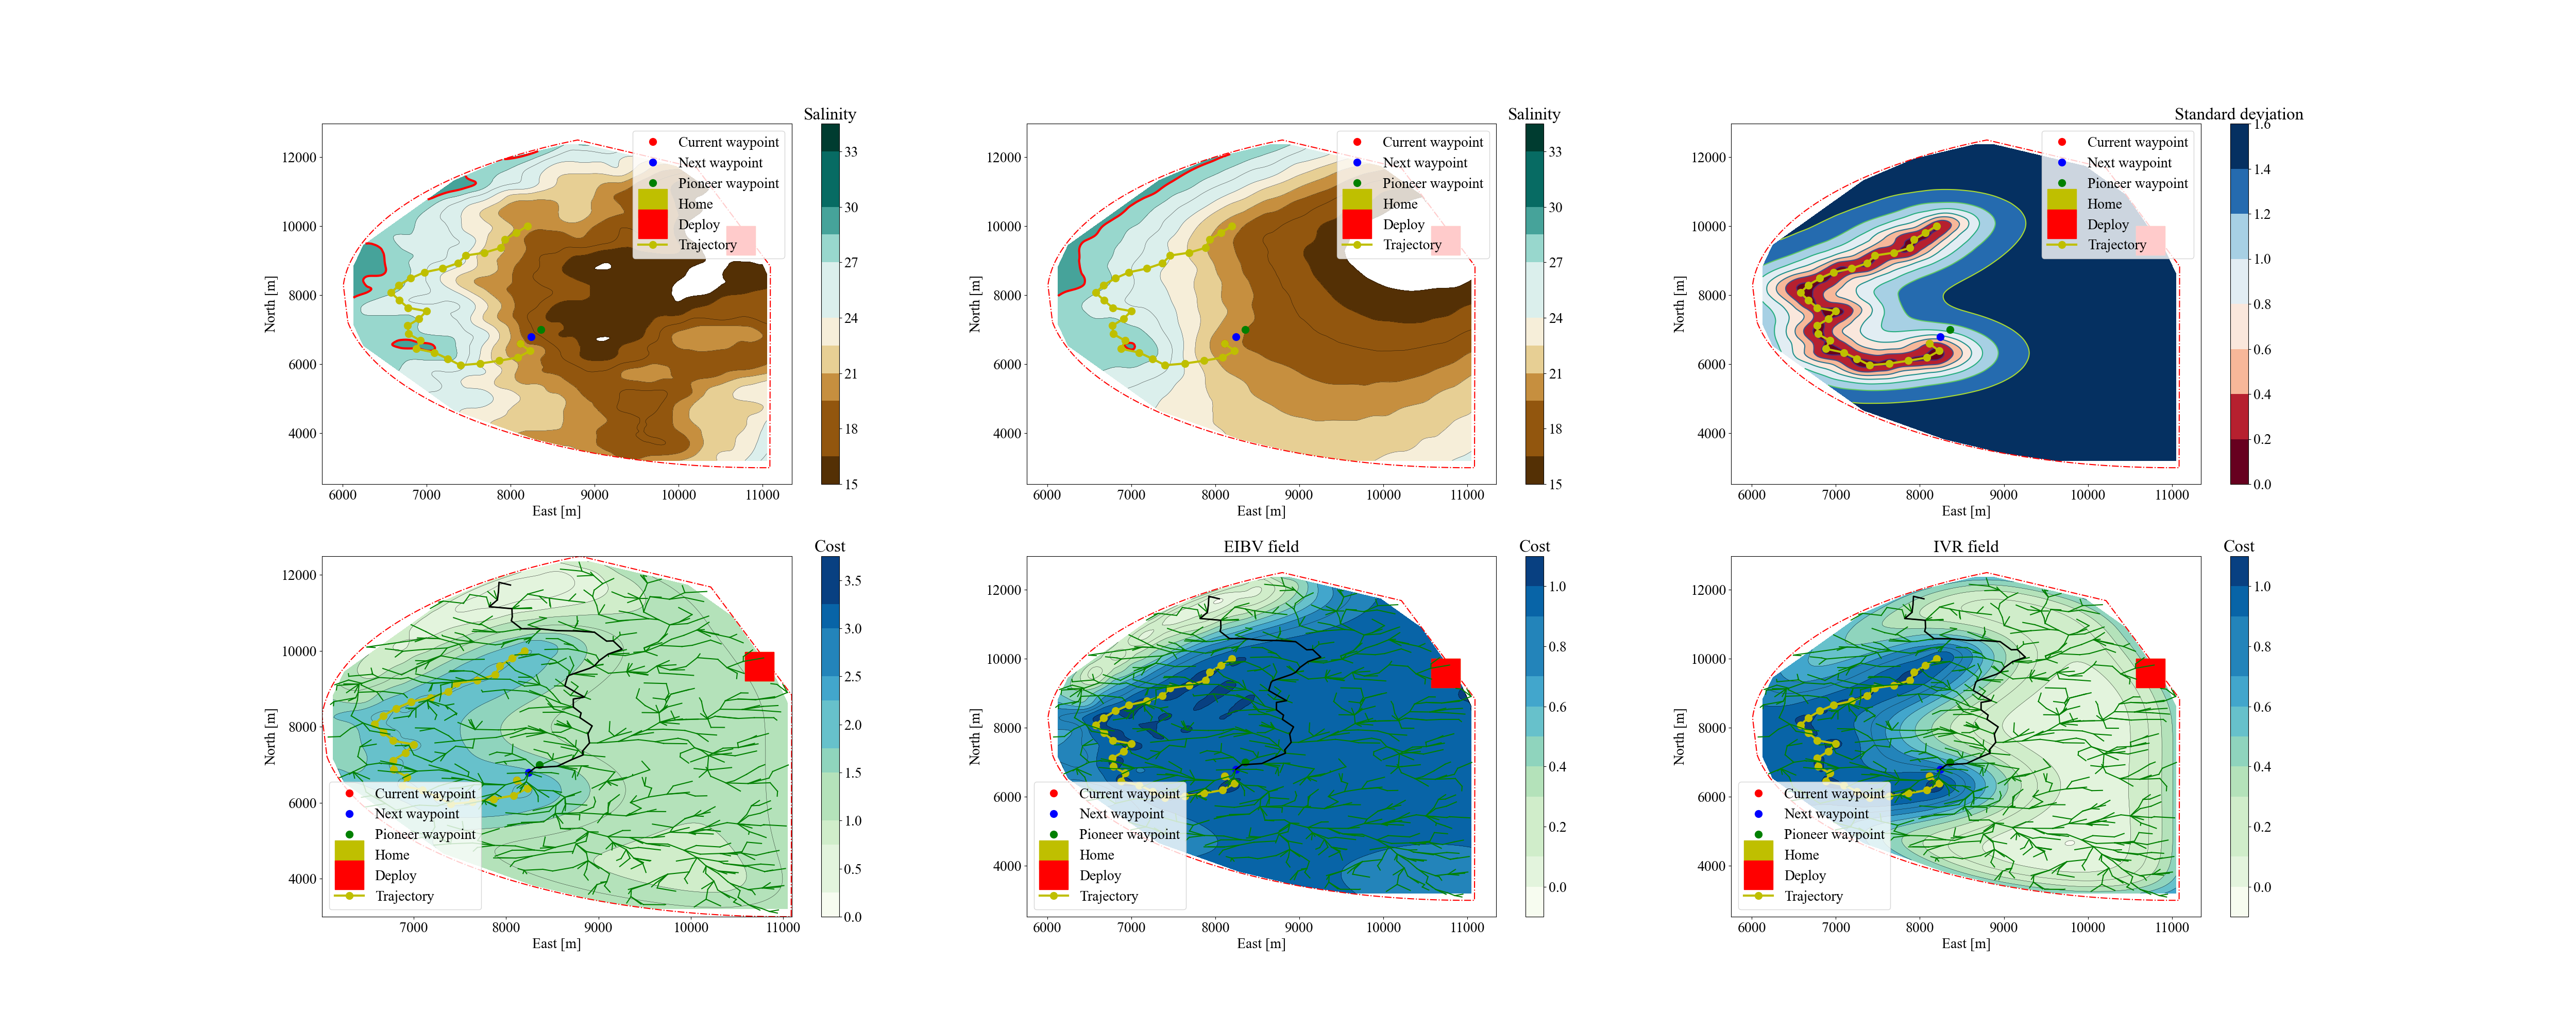 Salinity
12000
10000
8000
6000
4000
North [m]
6000 7000 8000 9000 10000 11000
East [m]
Current waypoint
Next waypoint
Pioneer waypoint
Home
Deploy
Trajectory
33
30
27
24
21
18
15
Salinity
12000
10000
8000
6000
4000
North [m]
6000 7000 8000 9000 10000 11000
East [m]
Current waypoint
Next waypoint
Pioneer waypoint
Home
Deploy
Trajectory
33
30
27
24
21
18
15
Standard deviation
12000
10000
8000
6000
4000
North [m]
6000 7000 8000 9000 10000 11000
East [m]
Current waypoint
Next waypoint
Pioneer waypoint
Home
Deploy
Trajectory
1.6
1.4
1.2
1.0
0.8
0.6
0.4
0.2
0.0
Cost
12000
10000
8000
6000
4000
North [m]
7000 8000 9000 10000 11000
East [m]
Current waypoint
Next waypoint
Pioneer waypoint
Home
Deploy
Trajectory
3.5
3.0
2.5
2.0
1.5
1.0
0.5
0.0
EIBV field
Cost
12000
10000
8000
6000
4000
North [m]
6000 7000 8000 9000 10000 11000
East [m]
Current waypoint
Next waypoint
Pioneer waypoint
Home
Deploy
Trajectory
1.0
0.8
0.6
0.4
0.2
0.0
IVR field
Cost
12000
10000
8000
6000
4000
North [m]
6000 7000 8000 9000 10000 11000
East [m]
Current waypoint
Next waypoint
Pioneer waypoint
Home
Deploy
Trajectory
1.0
0.8
0.6
0.4
0.2
0.0